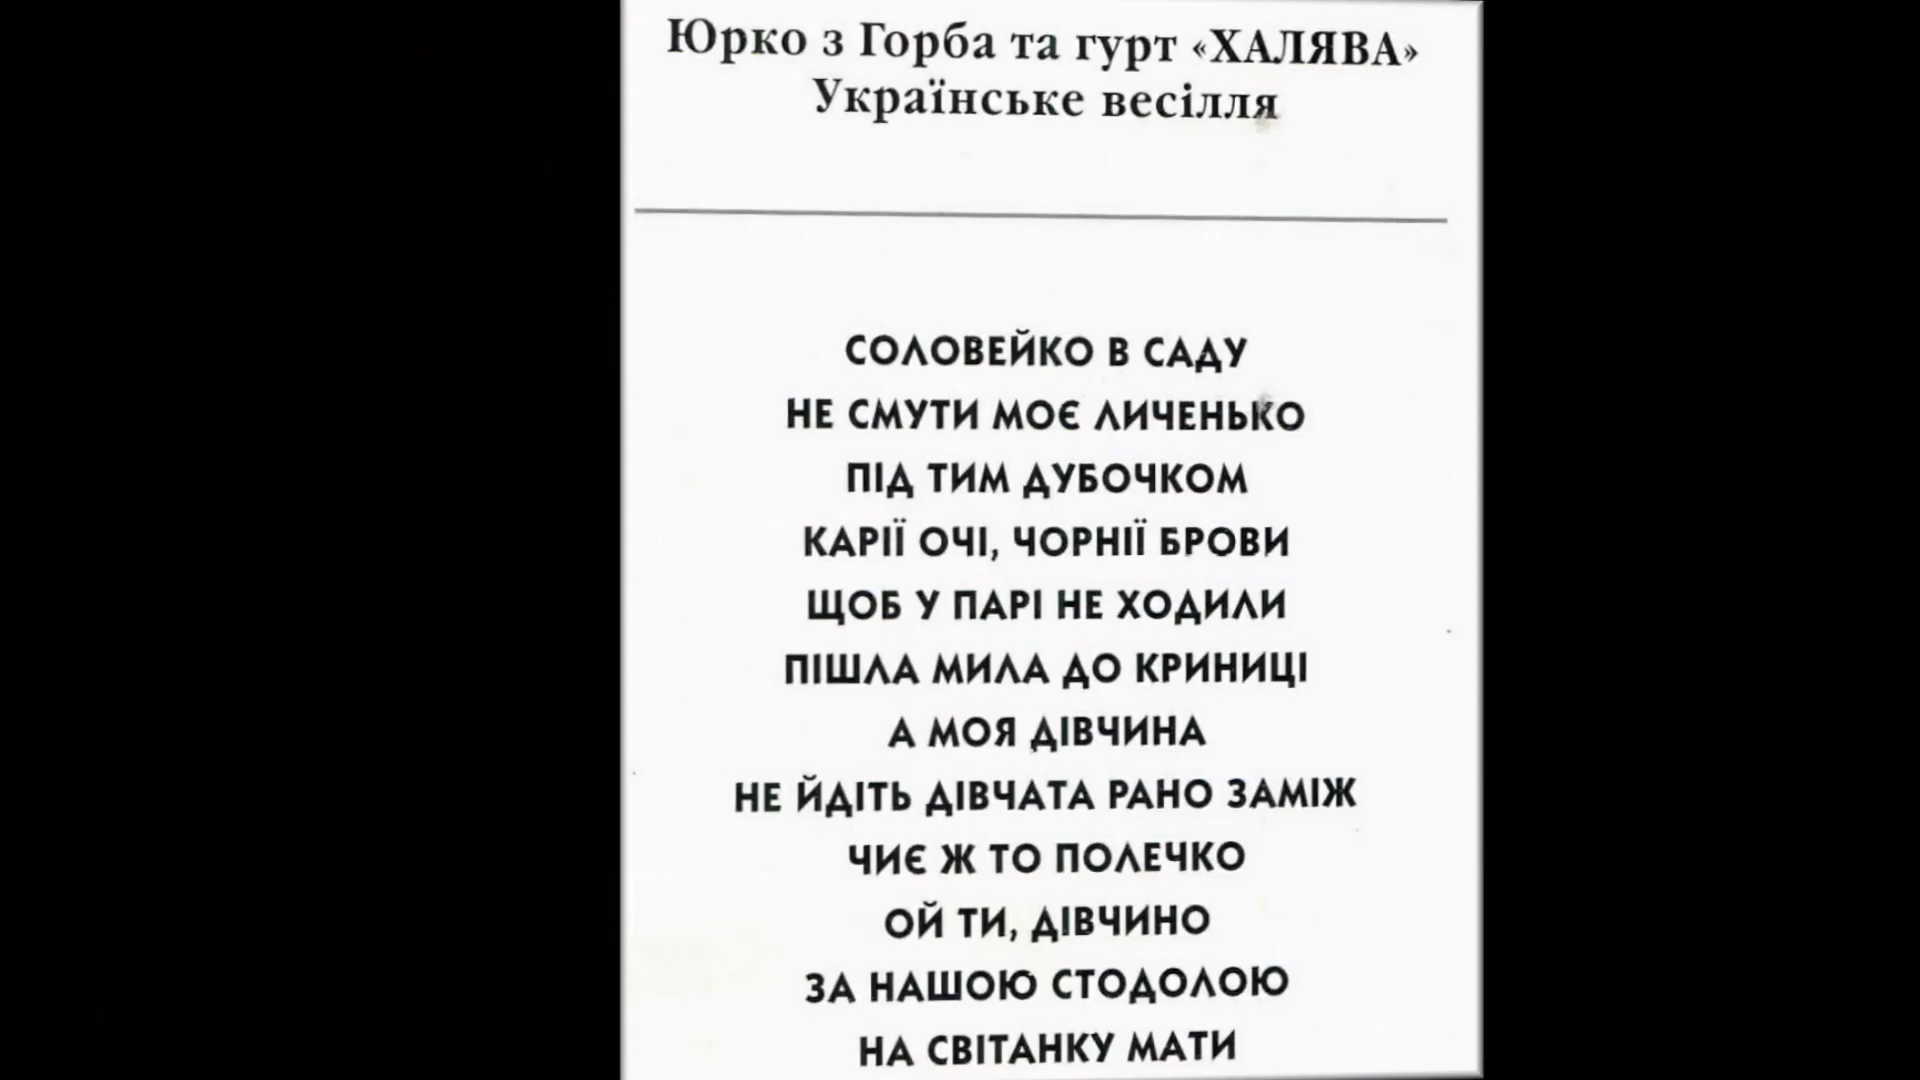 Юрко з Горба та гурт «ХАЛЯВА»
Українське весілля
СОЛОВЕЙКО В САДУ
НЕ СМУТИ МОЄ ЛИЧЕНЬКО
ПІД ТИМ ДУБОЧКОМ
КАРІЇ ОЧІ, ЧОРНІЇ БРОВИ
ЩОБ У ПАРІ НЕ ХОДИЛИ
ПІШЛА МИЛА ДО КРИНИЦІ
А МОЯ ДІВЧИНА
НЕ ЙДІТЬ ДІВЧАТА РАНО ЗАМІЖ
ЧИЄ Ж ТО ПОЛЕЧКО
ОЙ ТИ, ДІВЧИНО
ЗА НАШОЮ СТОДОЛОЮ
НА СВІТАНКУ МАТИ